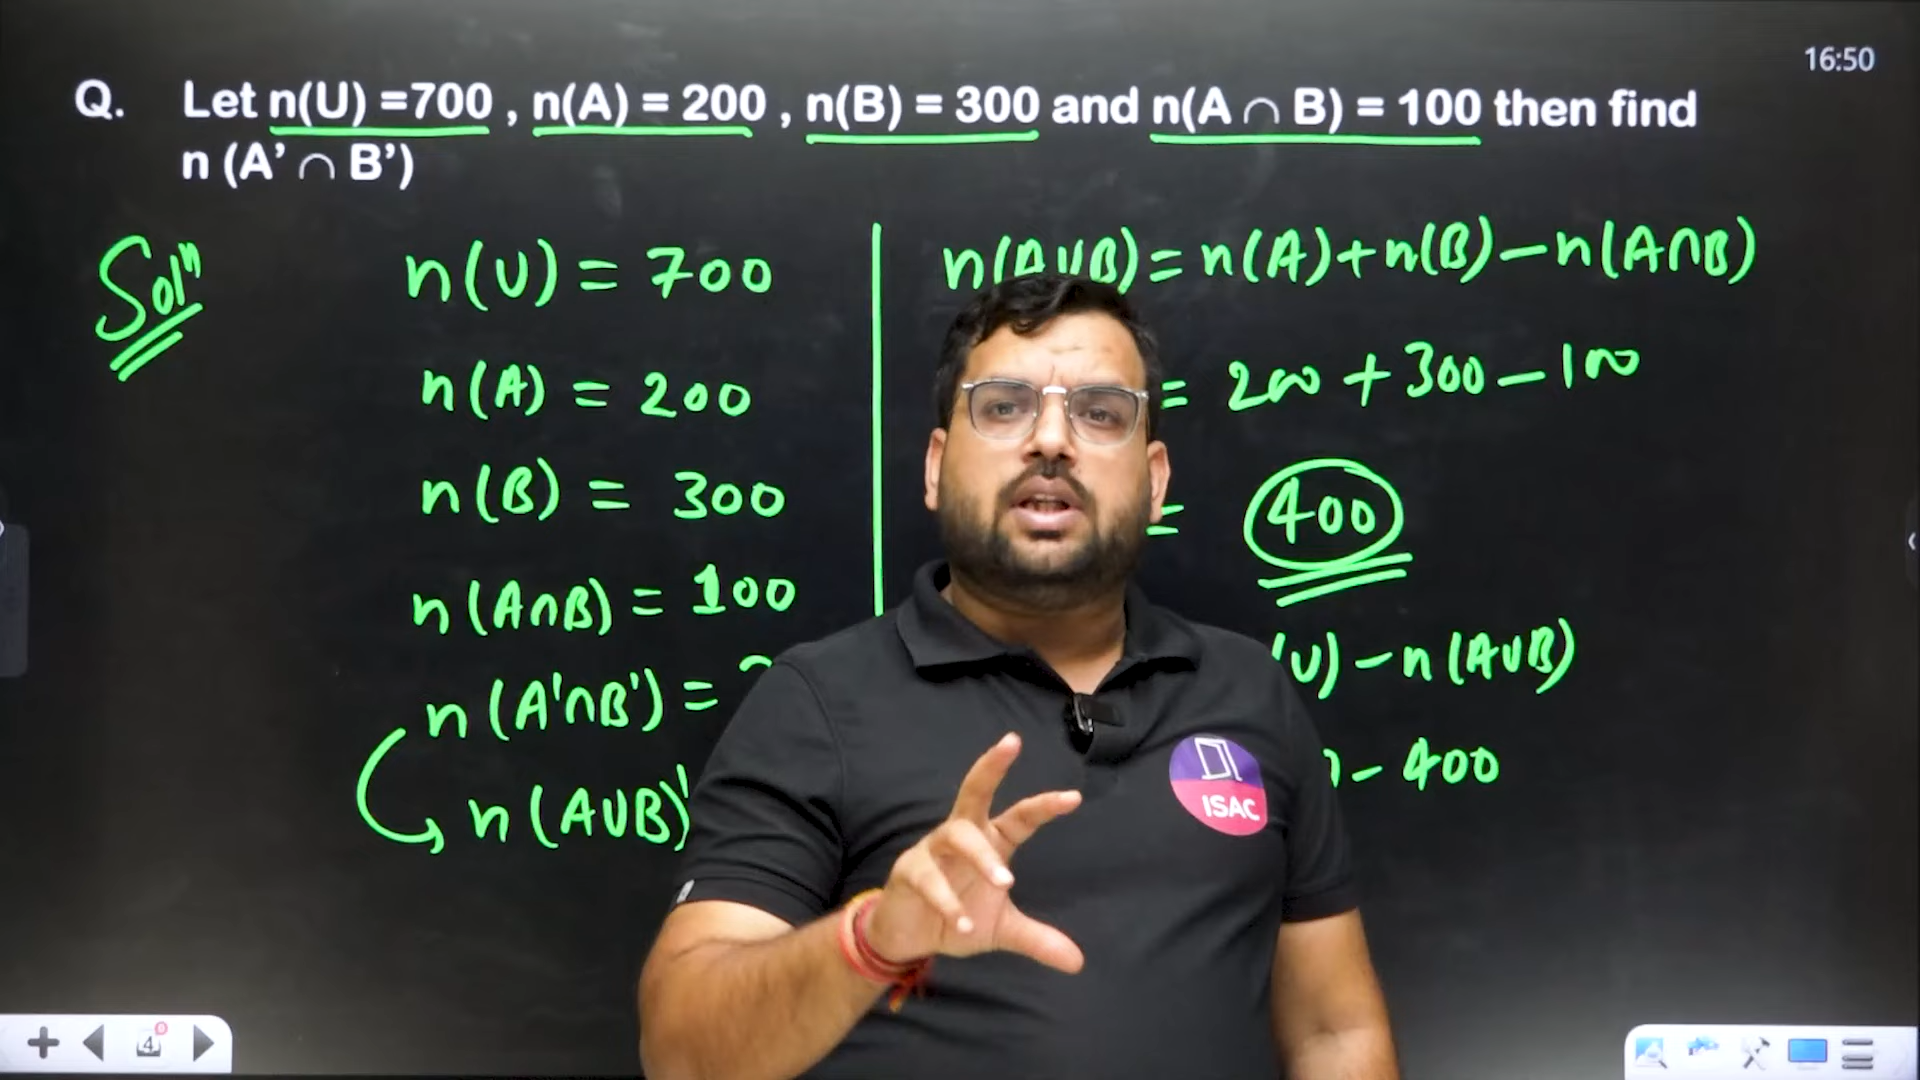 16:50
Q. Let n(U) =700 , n(A) = 200 , n(B) = 300 and n(A ∩ B) = 100 then find
n (A’ ∩ B’)
Solⁿ
n(U) = 700
n(A) = 200
n(B) = 300
n(A∩B) = 100
n(A'∩B') =
n(A∪B)'
n(A∪B) = n(A)+n(B)−n(A∩B)
= 200 + 300 − 100
= 400
(U) − n(A∪B)
− 400
ISAC
4